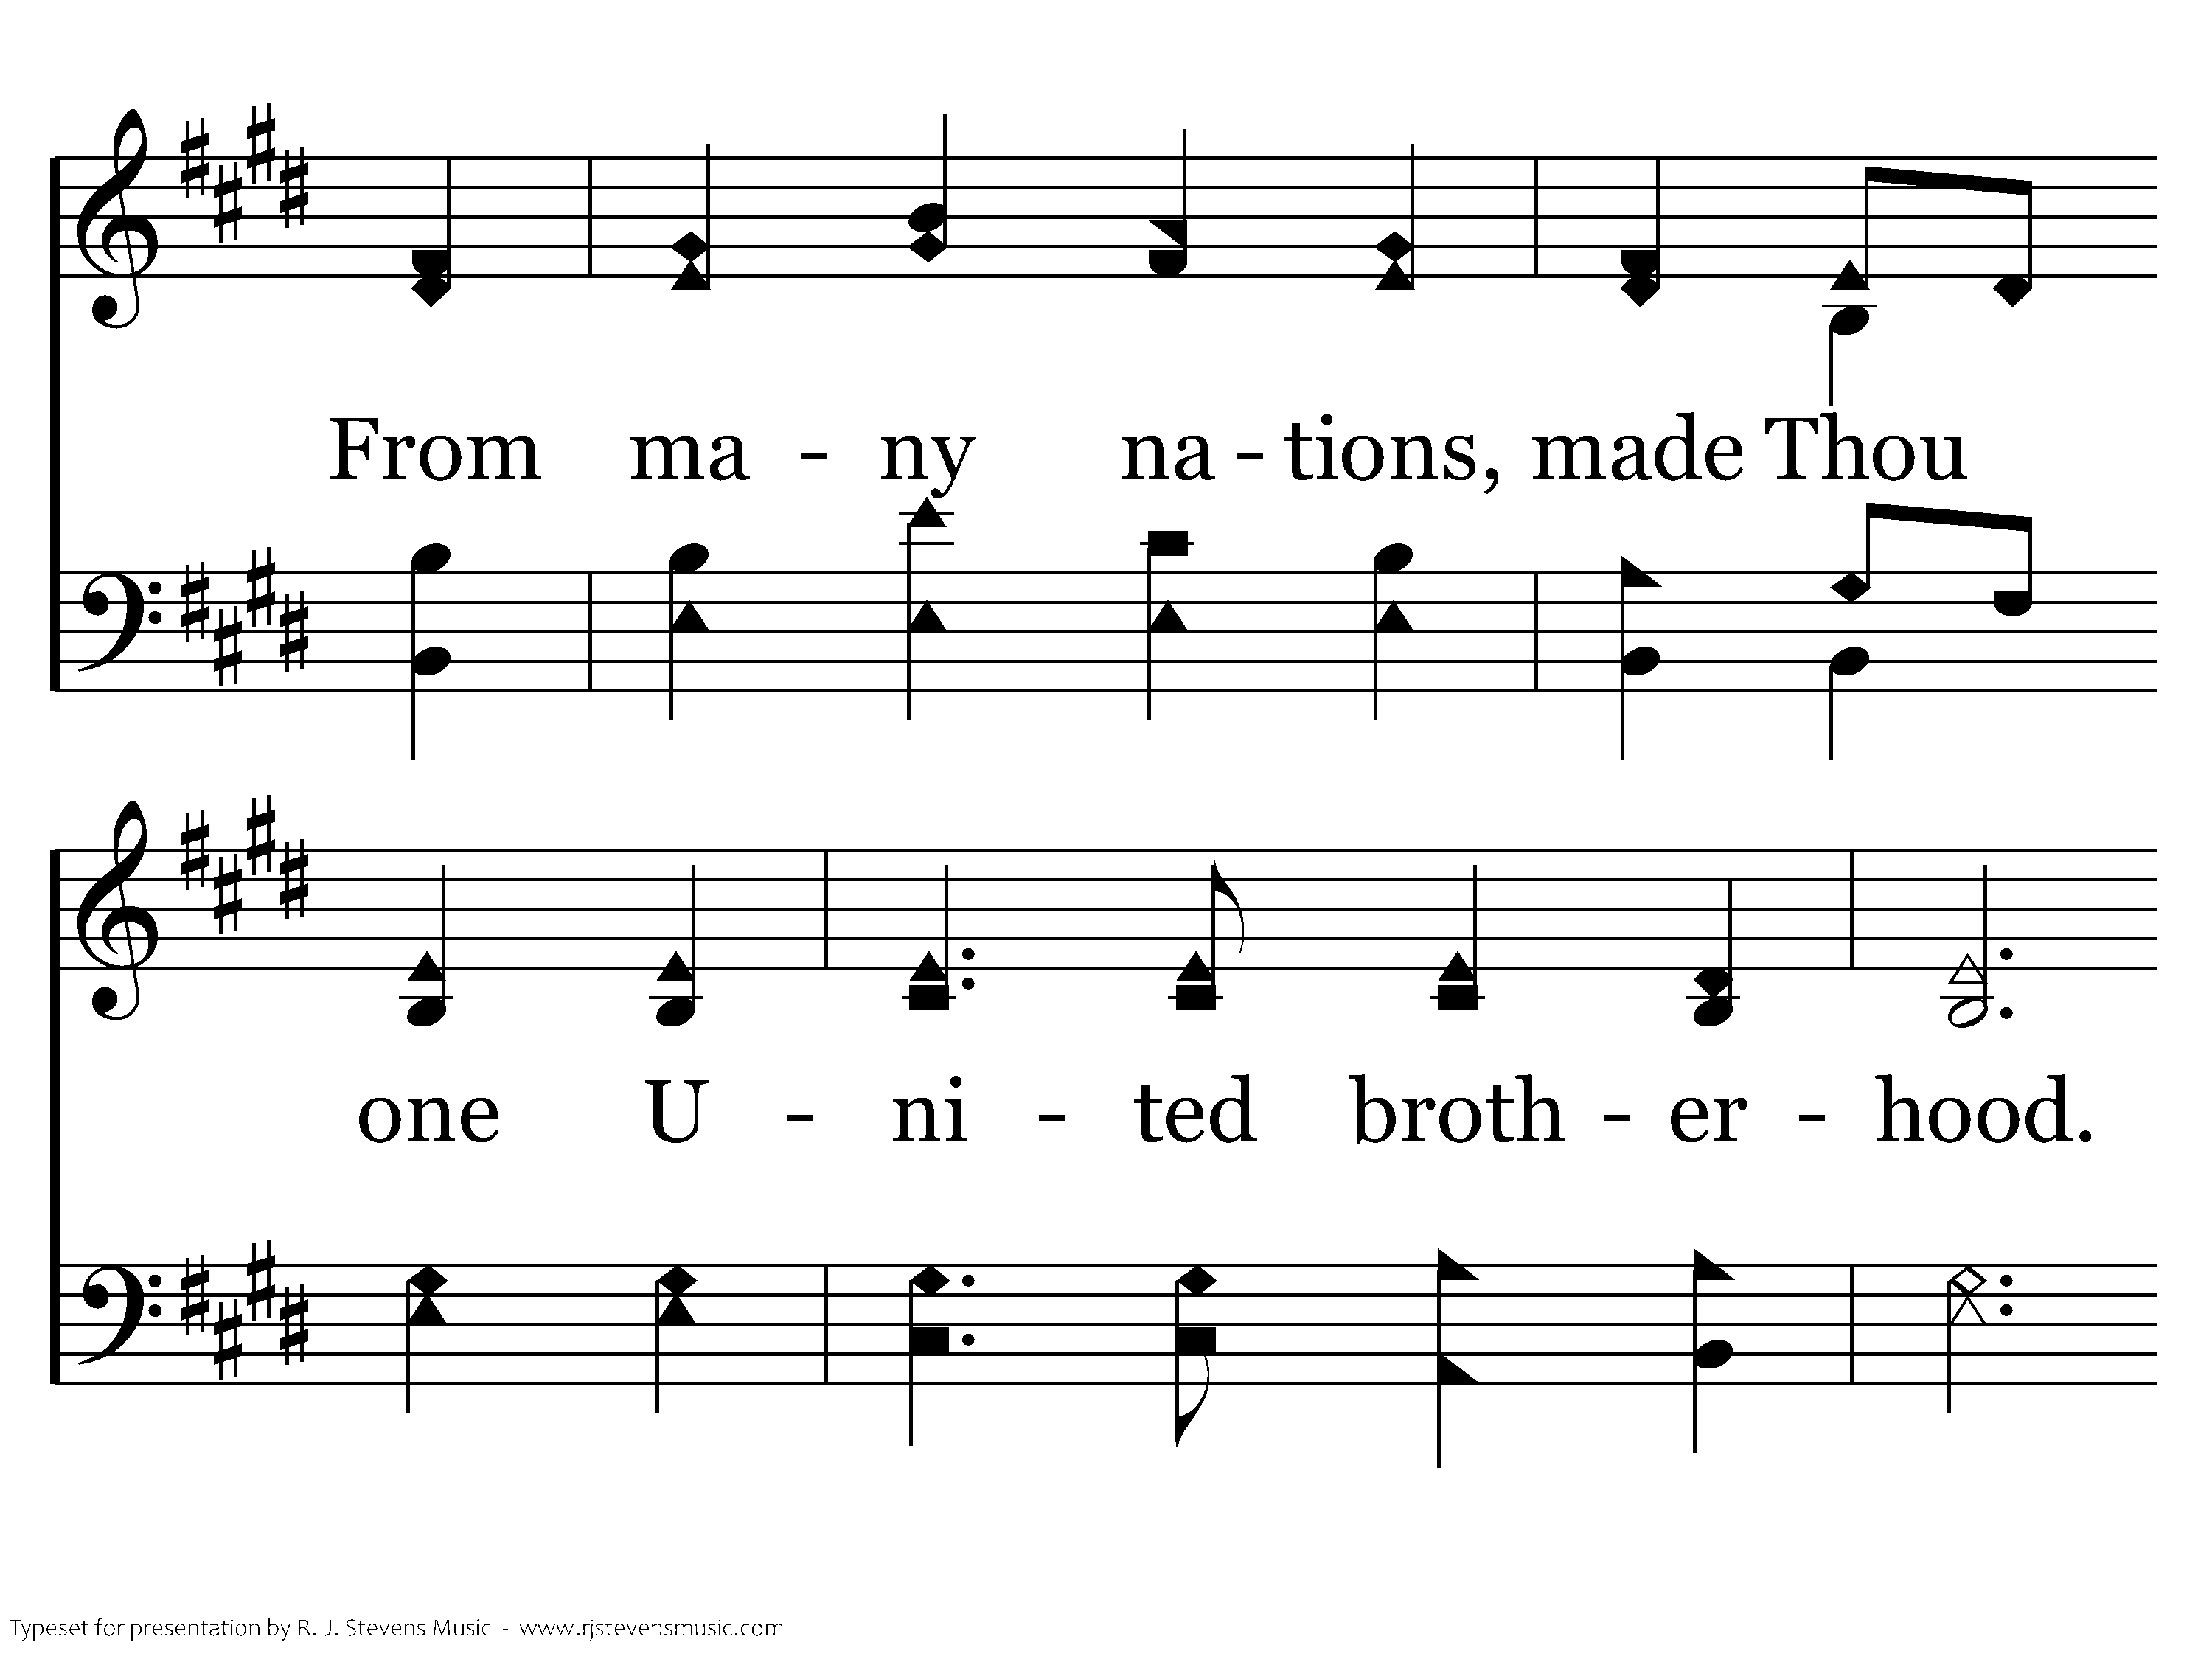 From ma - ny na - tions, made Thou
one U - ni - ted broth - er - hood.
Typeset for presentation by R. J. Stevens Music - www.rjstevensmusic.com